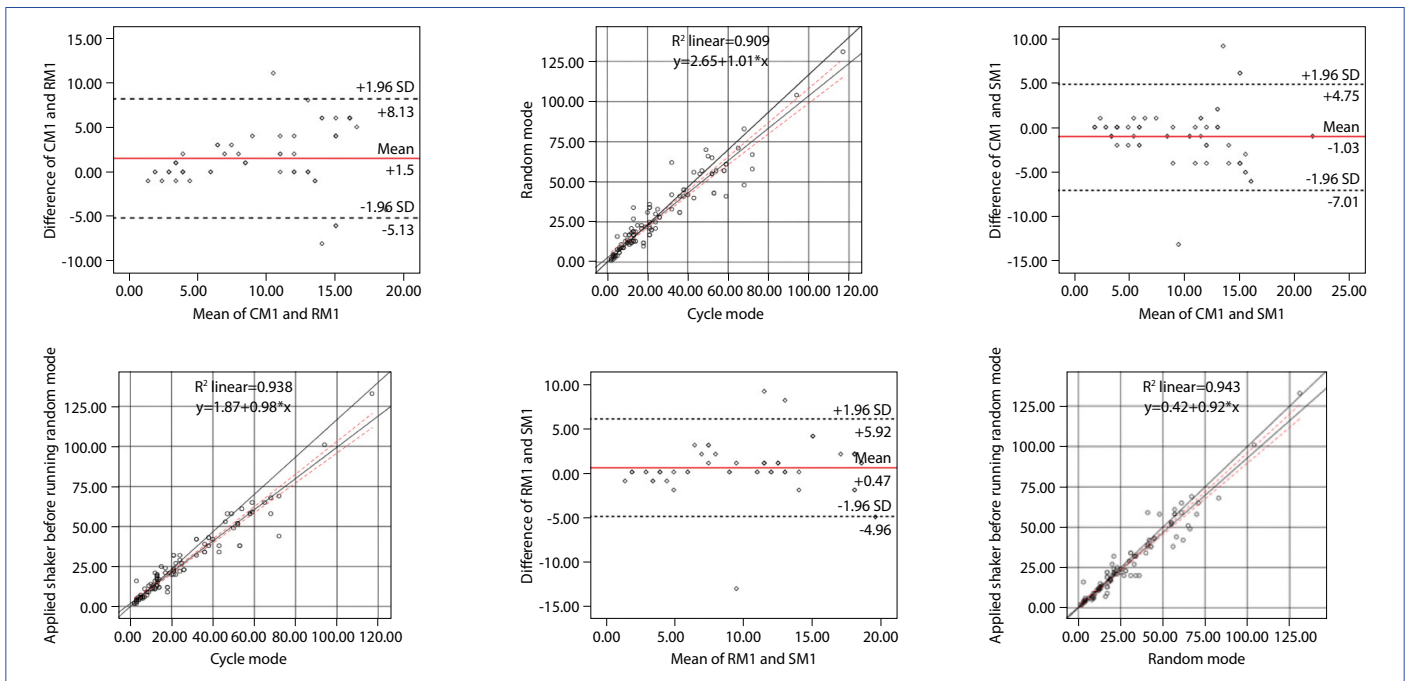 15.00
10.00
5.00
0.00
-5.00
-10.00
Difference of CM1 and RM1
+1.96 SD
+8.13
Mean
+1.5
-1.96 SD
-5.13
0.00 5.00 10.00 15.00 20.00
Mean of CM1 and RM1
R² linear=0.909
y=2.65+1.01*x
125.00
100.00
75.00
50.00
25.00
0.00
Random mode
0.00 20.00 40.00 60.00 80.00 100.00 120.00
Cycle mode
10.00
5.00
0.00
-5.00
-10.00
-15.00
Difference of CM1 and SM1
+1.96 SD
+4.75
Mean
-1.03
-1.96 SD
-7.01
0.00 5.00 10.00 15.00 20.00 25.00
Mean of CM1 and SM1
R² linear=0.938
y=1.87+0.98*x
125.00
100.00
75.00
50.00
25.00
0.00
Applied shaker before running random mode
0.00 20.00 40.00 60.00 80.00 100.00 120.00
Cycle mode
10.00
5.00
0.00
-5.00
-10.00
-15.00
Difference of RM1 and SM1
+1.96 SD
+5.92
Mean
+0.47
-1.96 SD
-4.96
0.00 5.00 10.00 15.00 20.00
Mean of RM1 and SM1
R² linear=0.943
y=0.42+0.92*x
125.00
100.00
75.00
50.00
25.00
0.00
Applied shaker before running random mode
0.00 25.00 50.00 75.00 100.00 125.00
Random mode